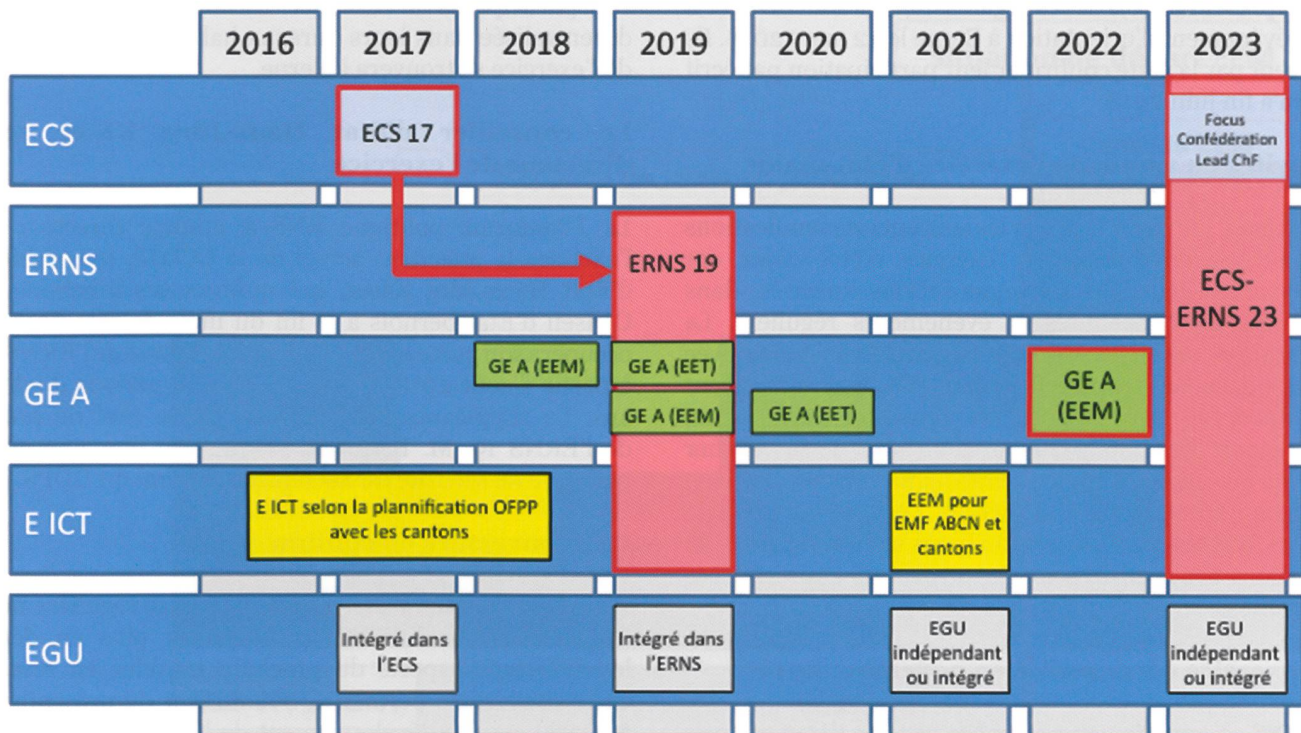 2016 2017 2018 2019 2020 2021 2022 2023
ECS
ECS 17
Focus
Confédération
Lead ChF
ERNS
ERNS 19
ECS-
ERNS 23
GE A
GE A (EEM)
GE A (EET)
GE A (EEM)
GE A (EET)
GE A
(EEM)
E ICT
E ICT selon la plannification OFPP
avec les cantons
EEM pour
EMF ABCN et
cantons
EGU
Intégré dans
l'ECS
Intégré dans
l'ERNS
EGU
indépendant
ou intégré
EGU
indépendant
ou intégré